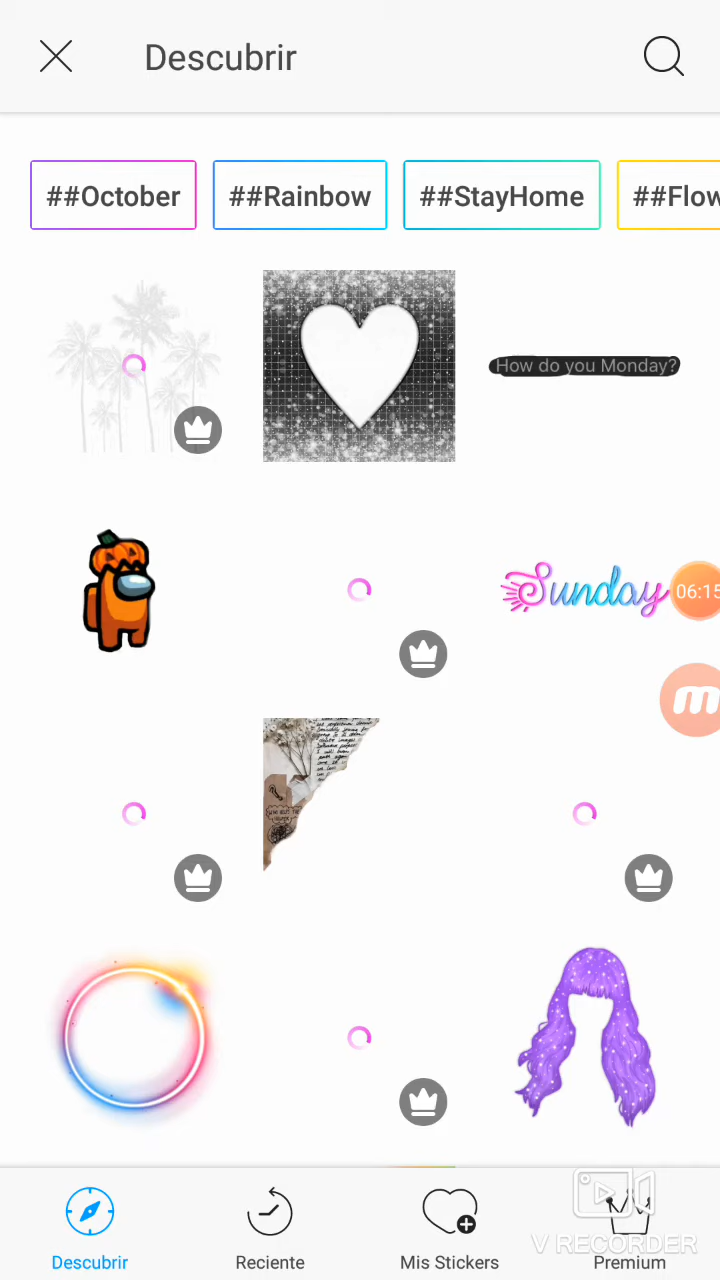 Descubrir
##October
##Rainbow
##StayHome
##Flow
How do you Monday?
Sunday
06:15
m
Descubrir
Reciente
Mis Stickers
Premium
V RECORDER